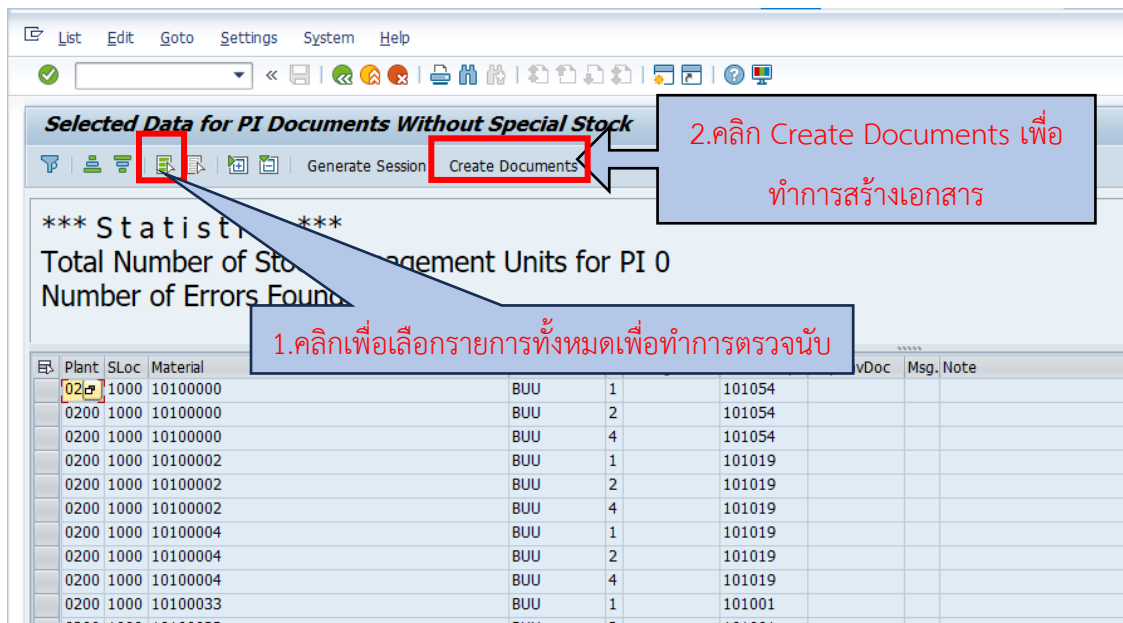 List Edit Goto Settings System Help
Selected Data for PI Documents Without Special Stock
Generate Session Create Documents
2.คลิก Create Documents เพื่อ
ทำการสร้างเอกสาร
*** S t a t i s t ***
Total Number of Sto agement Units for PI 0
Number of Errors Found
1.คลิกเพื่อเลือกรายการทั้งหมดเพื่อทำการตรวจนับ
Plant SLoc Material vDoc Msg. Note
02 1000 10100000 BUU 1 101054
0200 1000 10100000 BUU 2 101054
0200 1000 10100000 BUU 4 101054
0200 1000 10100002 BUU 1 101019
0200 1000 10100002 BUU 2 101019
0200 1000 10100002 BUU 4 101019
0200 1000 10100004 BUU 1 101019
0200 1000 10100004 BUU 2 101019
0200 1000 10100004 BUU 4 101019
0200 1000 10100033 BUU 1 101001